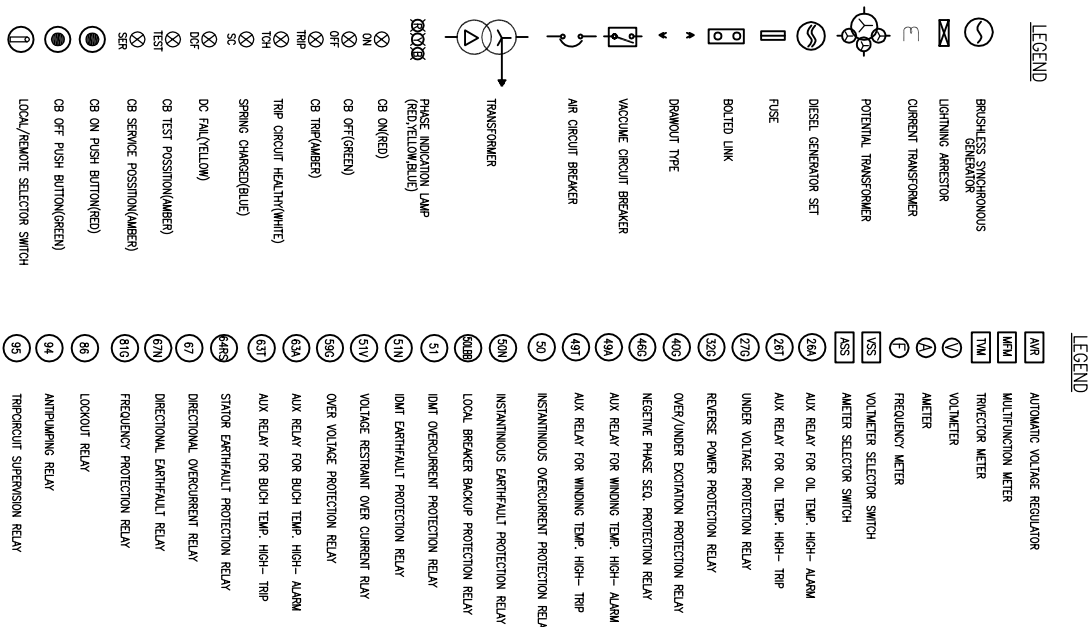 LEGEND
BRUSHLESS SYNCHRONOUS
GENERATOR
LIGHTNING ARRESTOR
CURRENT TRANSFORMER
POTENTIAL TRANSFORMER
DIESEL GENERATOR SET
FUSE
BOLTED LINK
DRAWOUT TYPE
VACCUME CIRCUIT BREAKER
AIR CIRCUIT BREAKER
TRANSFORMER
R Y B PHASE INDICATION LAMP
(RED,YELLOW,BLUE)
ON CB ON(RED)
OFF CB OFF(GREEN)
TRIP CB TRIP(AMBER)
TCH TRIP CIRCUIT HEALTHY(WHITE)
SC SPRING CHARGED(BLUE)
DCF DC FAIL(YELLOW)
TEST CB TEST POSSITION(AMBER)
SER CB SERVICE POSSITION(AMBER)
CB ON PUSH BUTTON(RED)
CB OFF PUSH BUTTON(GREEN)
LOCAL/REMOTE SELECTOR SWITCH
LEGEND
AVR AUTOMATIC VOLTAGE REGULATOR
MFM MULTIFUNCTION METER
TVM TRIVECTOR METER
V VOLTMETER
A AMETER
F FREQUENCY METER
VSS VOLTMETER SELECTOR SWITCH
ASS AMETER SELECTOR SWITCH
26A AUX RELAY FOR OIL TEMP. HIGH- ALARM
26T AUX RELAY FOR OIL TEMP. HIGH- TRIP
27G UNDER VOLTAGE PROTECTION RELAY
32G REVERSE POWER PROTECTION RELAY
40G OVER/UNDER EXCITATION PROTECTION RELAY
46G NEGETIVE PHASE SEQ. PROTECTION RELAY
49A AUX RELAY FOR WINDING TEMP. HIGH- ALARM
49T AUX RELAY FOR WINDING TEMP. HIGH- TRIP
50 INSTANTINIOUS OVERCURRENT PROTECTION RELA
50N INSTANTINIOUS EARTHFAULT PROTECTION RELAY
50LBB LOCAL BREAKER BACKUP PROTECTION RELAY
51 IDMT OVERCURRENT PROTECTION RELAY
51N IDMT EARTHFAULT PROTECTION RELAY
51V VOLTAGE RESTRAINT OVER CURRENT RLAY
59G OVER VOLTAGE PROTECTION RELAY
63A AUX RELAY FOR BUCH TEMP. HIGH- ALARM
63T AUX RELAY FOR BUCH TEMP. HIGH- TRIP
64RS STATOR EARTHFAULT PROTECTION RELAY
67 DIRECTIONAL OVERCURRENT RELAY
67N DIRECTIONAL EARTHFAULT RELAY
81G FREQUENCY PROTECTION RELAY
86 LOCKOUT RELAY
94 ANTIPUMPING RELAY
95 TRIPCIRCUIT SUPERVISION RELAY